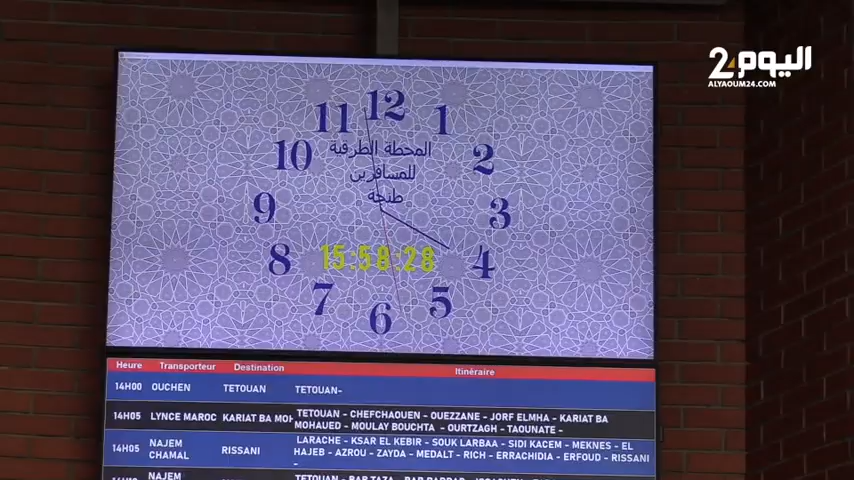 اليوم 24
ALYAOUM24.COM
12
11
1
10
2
المحطة الطرقية
للمسافرين
طنجة
9
3
8
15:58:28
4
7
5
6
Heure Transporteur Destination Itinéraire
14H00 OUCHEN TETOUAN TETOUAN-
14H05 LYNCE MAROC KARIAT BA MOH TETOUAN - CHEFCHAOUEN - OUEZZANE - JORF ELMHA - KARIAT BA
MOHAUED - MOULAY BOUCHTA - OURTZAGH - TAOUNATE -
14H05 NAJEM CHAMAL RISSANI LARACHE - KSAR EL KEBIR - SOUK LARBAA - SIDI KACEM - MEKNES - EL
HAJEB - AZROU - ZAYDA - MEDALT - RICH - ERRACHIDIA - ERFOUD - RISSANI
-
NAJEM